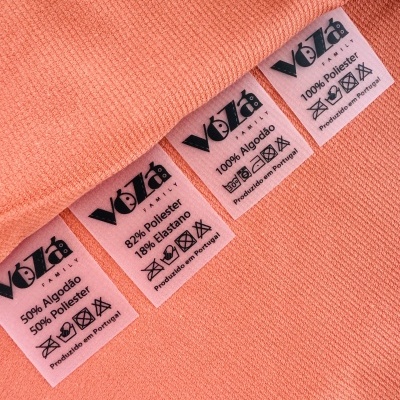 VóZá
FAMILY
50% Algodão
50% Poliester
Produzido em Portugal
VóZá
FAMILY
82% Poliester
18% Elastano
Produzido em Portugal
VóZá
FAMILY
100% Algodão
Produzido em Portugal
VóZá
FAMILY
100% Poliester
Produzido em Portugal